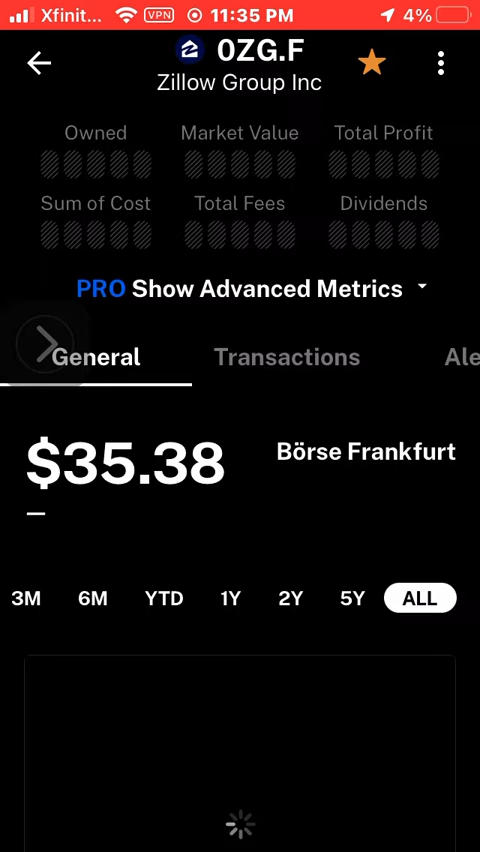 Xfinit... VPN 11:35 PM 4%
0ZG.F
Zillow Group Inc
Owned Market Value Total Profit
Sum of Cost Total Fees Dividends
PRO Show Advanced Metrics
General Transactions Ale
$35.38 Börse Frankfurt
—
3M 6M YTD 1Y 2Y 5Y ALL